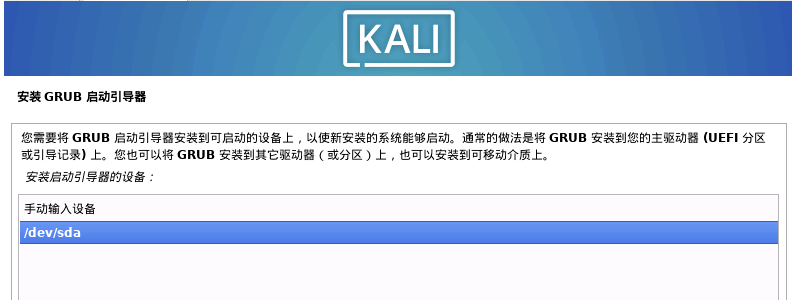 KALI
安装 GRUB 启动引导器
您需要将 GRUB 启动引导器安装到可启动的设备上，以使新安装的系统能够启动。通常的做法是将 GRUB 安装到您的主驱动器 (UEFI 分区
或引导记录) 上。您也可以将 GRUB 安装到其它驱动器（或分区）上，也可以安装到可移动介质上。
安装启动引导器的设备：
手动输入设备
/dev/sda